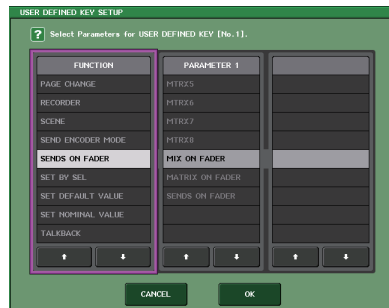 USER DEFINED KEY SETUP
? Select Parameters for USER DEFINED KEY [No.1].
FUNCTION
PAGE CHANGE
RECORDER
SCENE
SEND ENCODER MODE
SENDS ON FADER
SET BY SEL
SET DEFAULT VALUE
SET NOMINAL VALUE
TALKBACK
PARAMETER 1
MTRX5
MTRX6
MTRX7
MTRX8
MIX ON FADER
MATRIX ON FADER
SENDS ON FADER
CANCEL
OK